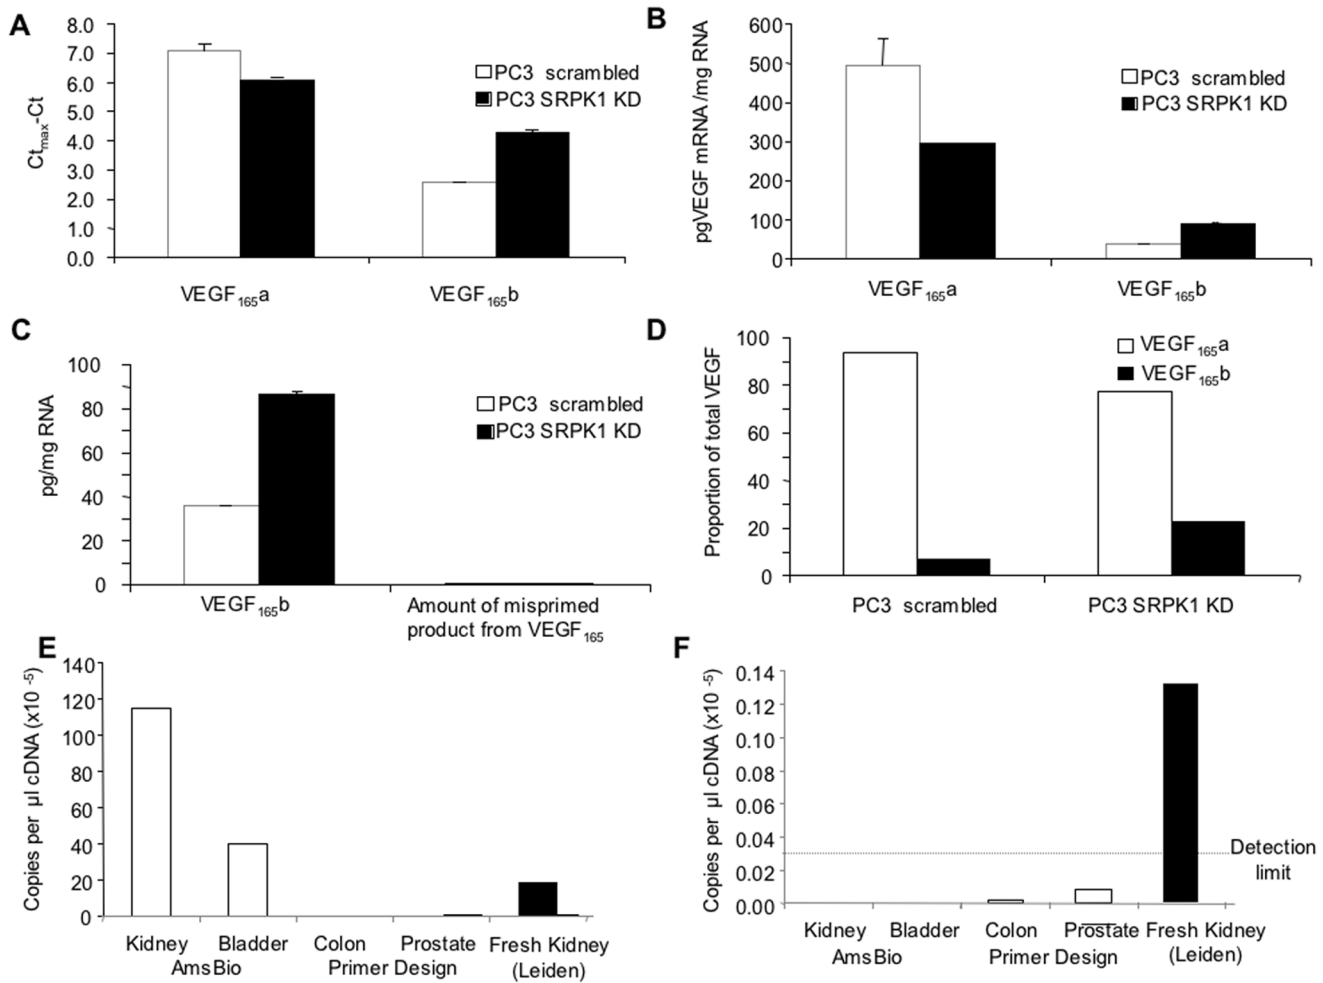 A
Ctmax-Ct
8.0
7.0
6.0
5.0
4.0
3.0
2.0
1.0
0.0
PC3 scrambled
PC3 SRPK1 KD
VEGF165a
VEGF165b
B
pgVEGF mRNA/mg RNA
600
500
400
300
200
100
0
PC3 scrambled
PC3 SRPK1 KD
VEGF165a
VEGF165b
C
pg/mg RNA
100
80
60
40
20
0
PC3 scrambled
PC3 SRPK1 KD
VEGF165b
Amount of misprimed
product from VEGF165
D
Proportion of total VEGF
100
80
60
40
20
0
VEGF165a
VEGF165b
PC3 scrambled
PC3 SRPK1 KD
E
Copies per µl cDNA (x10 -5)
140
120
100
80
60
40
20
0
Kidney Bladder Colon Prostate Fresh Kidney
AmsBio Primer Design (Leiden)
F
Copies per µl cDNA (x10 -5)
0.14
0.12
0.10
0.08
0.06
0.04
0.02
0.00
Detection
limit
Kidney Bladder Colon Prostate Fresh Kidney
AmsBio Primer Design (Leiden)